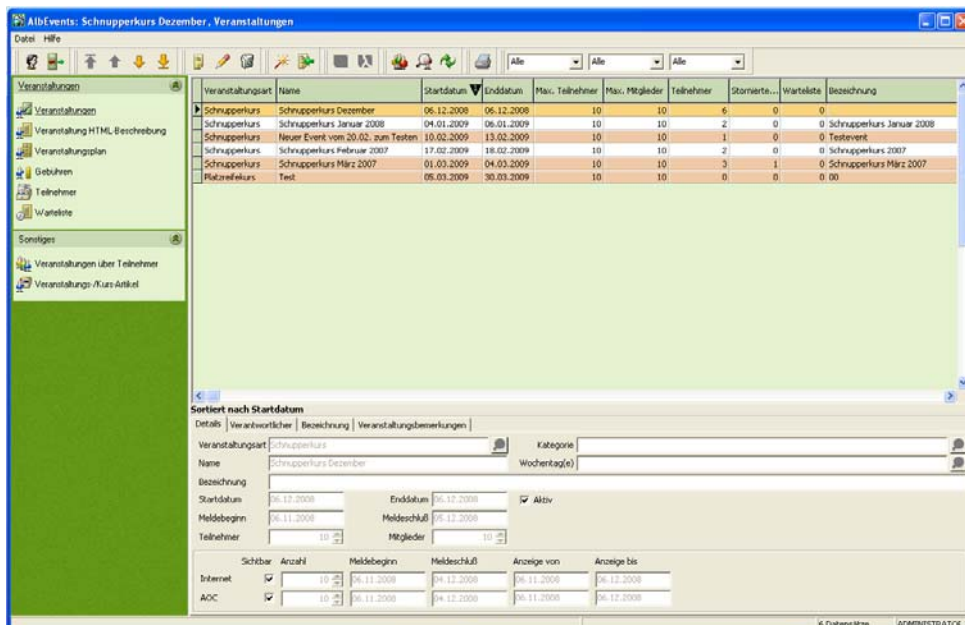 AlbEvents: Schnupperkurs Dezember, Veranstaltungen
Datei Hilfe
Alle Alle Alle
Veranstaltungen
Veranstaltungen
Veranstaltung HTML-Beschreibung
Veranstaltungsplan
Gebühren
Teilnehmer
Warteliste
Sonstiges
Veranstaltungen über Teilnehmer
Veranstaltungs-/Kurs-Artikel
Veranstaltungsart Name Startdatum Enddatum Max. Teilnehmer Max. Mitglieder Teilnehmer Stornierte... Warteliste Bezeichnung
Schnupperkurs Schnupperkurs Dezember 06.12.2008 06.12.2008 10 10 6 0 0
Schnupperkurs Schnupperkurs Januar 2008 04.01.2009 06.01.2009 10 10 2 0 0 Schnupperkurs Januar 2008
Schnupperkurs Neuer Event vom 20.02. zum Testen 10.02.2009 13.02.2009 10 10 1 0 0 Testevent
Schnupperkurs Schnupperkurs Februar 2007 17.02.2009 18.02.2009 10 10 2 0 0 Schnupperkurs 2007
Schnupperkurs Schnupperkurs März 2007 01.03.2009 04.03.2009 10 10 3 1 0 Schnupperkurs März 2007
Platzreifekurs Test 05.03.2009 30.03.2009 10 10 0 0 0 00
Sortiert nach Startdatum
Details Verantwortlicher Bezeichnung Veranstaltungsbemerkungen
Veranstaltungsart Schnupperkurs Kategorie
Name Schnupperkurs Dezember Wochentag(e)
Bezeichnung
Startdatum 06.12.2008 Enddatum 06.12.2008 Aktiv
Meldebeginn 06.11.2008 Meldeschluß 05.12.2008
Teilnehmer 10 Mitglieder 10
Sichtbar Anzahl Meldebeginn Meldeschluß Anzeige von Anzeige bis
Internet 10 06.11.2008 04.12.2008 06.11.2008 06.12.2008
AOC 10 06.11.2008 04.12.2008 06.11.2008 06.12.2008
6 Datensätze ADMINISTRATOR